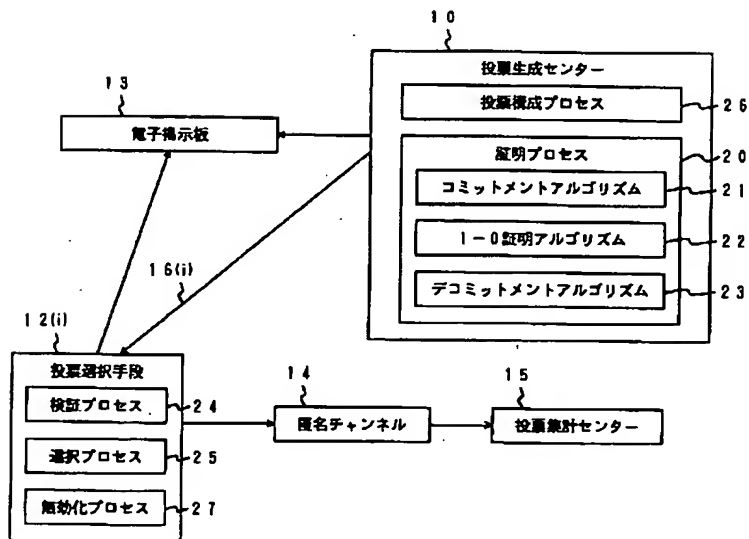 10
投票生成センター
投票構成プロセス
26
13
電子掲示板
証明プロセス
20
コミットメントアルゴリズム
21
1-0証明アルゴリズム
22
デコミットメントアルゴリズム
23
16(i)
12(i)
投票選択手段
検証プロセス
24
選択プロセス
25
無効化プロセス
27
14
匿名チャンネル
15
投票集計センター